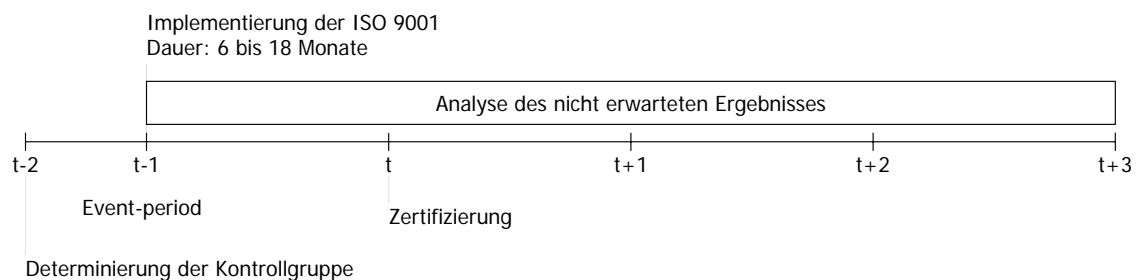 Implementierung der ISO 9001
Dauer: 6 bis 18 Monate
Analyse des nicht erwarteten Ergebnisses
t-2 t-1 t t+1 t+2 t+3
Event-period
Zertifizierung
Determinierung der Kontrollgruppe